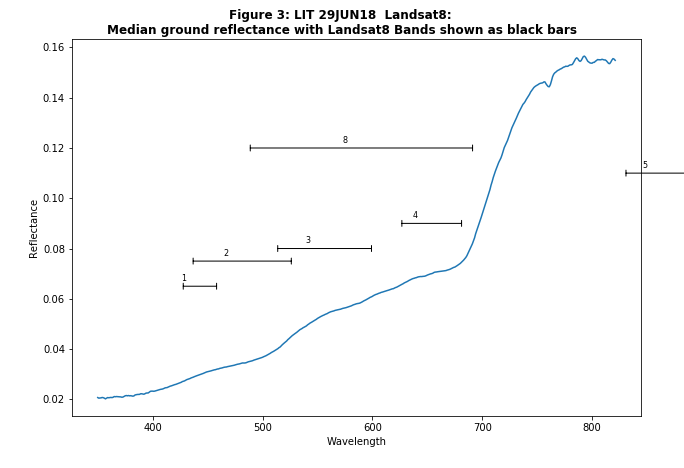 Figure 3: LIT 29JUN18  Landsat8:
Median ground reflectance with Landsat8 Bands shown as black bars
0.16
0.14
0.12
0.10
0.08
0.06
0.04
0.02
Reflectance
8
5
4
3
2
1
400 500 600 700 800
Wavelength